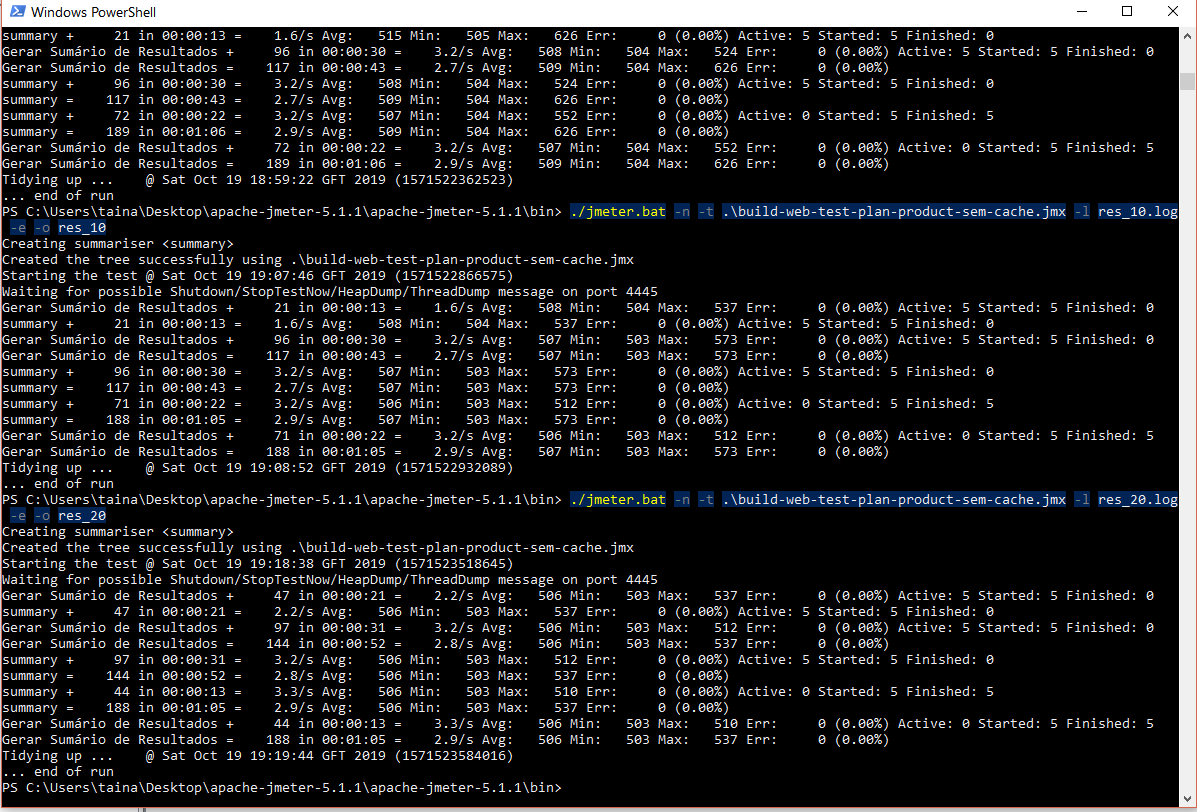 Windows PowerShell
summary +     21 in 00:00:13 =    1.6/s Avg:   515 Min:   505 Max:   626 Err:     0 (0.00%) Active: 5 Started: 5 Finished: 0
Gerar Sumário de Resultados +     96 in 00:00:30 =    3.2/s Avg:   508 Min:   504 Max:   524 Err:     0 (0.00%) Active: 5 Started: 5 Finished: 0
Gerar Sumário de Resultados =    117 in 00:00:43 =    2.7/s Avg:   509 Min:   504 Max:   626 Err:     0 (0.00%)
summary +     96 in 00:00:30 =    3.2/s Avg:   508 Min:   504 Max:   524 Err:     0 (0.00%) Active: 5 Started: 5 Finished: 0
summary =    117 in 00:00:43 =    2.7/s Avg:   509 Min:   504 Max:   626 Err:     0 (0.00%)
summary +     72 in 00:00:22 =    3.2/s Avg:   507 Min:   504 Max:   552 Err:     0 (0.00%) Active: 0 Started: 5 Finished: 5
summary =    189 in 00:01:06 =    2.9/s Avg:   509 Min:   504 Max:   626 Err:     0 (0.00%)
Gerar Sumário de Resultados +     72 in 00:00:22 =    3.2/s Avg:   507 Min:   504 Max:   552 Err:     0 (0.00%) Active: 0 Started: 5 Finished: 5
Gerar Sumário de Resultados =    189 in 00:01:06 =    2.9/s Avg:   509 Min:   504 Max:   626 Err:     0 (0.00%)
Tidying up ...    @ Sat Oct 19 18:59:22 GFT 2019 (1571522362523)
... end of run
PS C:\Users\taina\Desktop\apache-jmeter-5.1.1\apache-jmeter-5.1.1\bin> ./jmeter.bat -n -t .\build-web-test-plan-product-sem-cache.jmx -l res_10.log
-e -o res_10
Creating summariser <summary>
Created the tree successfully using .\build-web-test-plan-product-sem-cache.jmx
Starting the test @ Sat Oct 19 19:07:46 GFT 2019 (1571522866575)
Waiting for possible Shutdown/StopTestNow/HeapDump/ThreadDump message on port 4445
Gerar Sumário de Resultados +     21 in 00:00:13 =    1.6/s Avg:   508 Min:   504 Max:   537 Err:     0 (0.00%) Active: 5 Started: 5 Finished: 0
summary +     21 in 00:00:13 =    1.6/s Avg:   508 Min:   504 Max:   537 Err:     0 (0.00%) Active: 5 Started: 5 Finished: 0
Gerar Sumário de Resultados +     96 in 00:00:30 =    3.2/s Avg:   507 Min:   503 Max:   573 Err:     0 (0.00%) Active: 5 Started: 5 Finished: 0
Gerar Sumário de Resultados =    117 in 00:00:43 =    2.7/s Avg:   507 Min:   503 Max:   573 Err:     0 (0.00%)
summary +     96 in 00:00:30 =    3.2/s Avg:   507 Min:   503 Max:   573 Err:     0 (0.00%) Active: 5 Started: 5 Finished: 0
summary =    117 in 00:00:43 =    2.7/s Avg:   507 Min:   503 Max:   573 Err:     0 (0.00%)
summary +     71 in 00:00:22 =    3.2/s Avg:   506 Min:   503 Max:   512 Err:     0 (0.00%) Active: 0 Started: 5 Finished: 5
summary =    188 in 00:01:05 =    2.9/s Avg:   507 Min:   503 Max:   573 Err:     0 (0.00%)
Gerar Sumário de Resultados +     71 in 00:00:22 =    3.2/s Avg:   506 Min:   503 Max:   512 Err:     0 (0.00%) Active: 0 Started: 5 Finished: 5
Gerar Sumário de Resultados =    188 in 00:01:05 =    2.9/s Avg:   507 Min:   503 Max:   573 Err:     0 (0.00%)
Tidying up ...    @ Sat Oct 19 19:08:52 GFT 2019 (1571522932089)
... end of run
PS C:\Users\taina\Desktop\apache-jmeter-5.1.1\apache-jmeter-5.1.1\bin> ./jmeter.bat -n -t .\build-web-test-plan-product-sem-cache.jmx -l res_20.log
-e -o res_20
Creating summariser <summary>
Created the tree successfully using .\build-web-test-plan-product-sem-cache.jmx
Starting the test @ Sat Oct 19 19:18:38 GFT 2019 (1571523518645)
Waiting for possible Shutdown/StopTestNow/HeapDump/ThreadDump message on port 4445
Gerar Sumário de Resultados +     47 in 00:00:21 =    2.2/s Avg:   506 Min:   503 Max:   537 Err:     0 (0.00%) Active: 5 Started: 5 Finished: 0
summary +     47 in 00:00:21 =    2.2/s Avg:   506 Min:   503 Max:   537 Err:     0 (0.00%) Active: 5 Started: 5 Finished: 0
Gerar Sumário de Resultados +     97 in 00:00:31 =    3.2/s Avg:   506 Min:   503 Max:   512 Err:     0 (0.00%) Active: 5 Started: 5 Finished: 0
Gerar Sumário de Resultados =    144 in 00:00:52 =    2.8/s Avg:   506 Min:   503 Max:   537 Err:     0 (0.00%)
summary +     97 in 00:00:31 =    3.2/s Avg:   506 Min:   503 Max:   512 Err:     0 (0.00%) Active: 5 Started: 5 Finished: 0
summary =    144 in 00:00:52 =    2.8/s Avg:   506 Min:   503 Max:   537 Err:     0 (0.00%)
summary +     44 in 00:00:13 =    3.3/s Avg:   506 Min:   503 Max:   510 Err:     0 (0.00%) Active: 0 Started: 5 Finished: 5
summary =    188 in 00:01:05 =    2.9/s Avg:   506 Min:   503 Max:   537 Err:     0 (0.00%)
Gerar Sumário de Resultados +     44 in 00:00:13 =    3.3/s Avg:   506 Min:   503 Max:   510 Err:     0 (0.00%) Active: 0 Started: 5 Finished: 5
Gerar Sumário de Resultados =    188 in 00:01:05 =    2.9/s Avg:   506 Min:   503 Max:   537 Err:     0 (0.00%)
Tidying up ...    @ Sat Oct 19 19:19:44 GFT 2019 (1571523584016)
... end of run
PS C:\Users\taina\Desktop\apache-jmeter-5.1.1\apache-jmeter-5.1.1\bin>